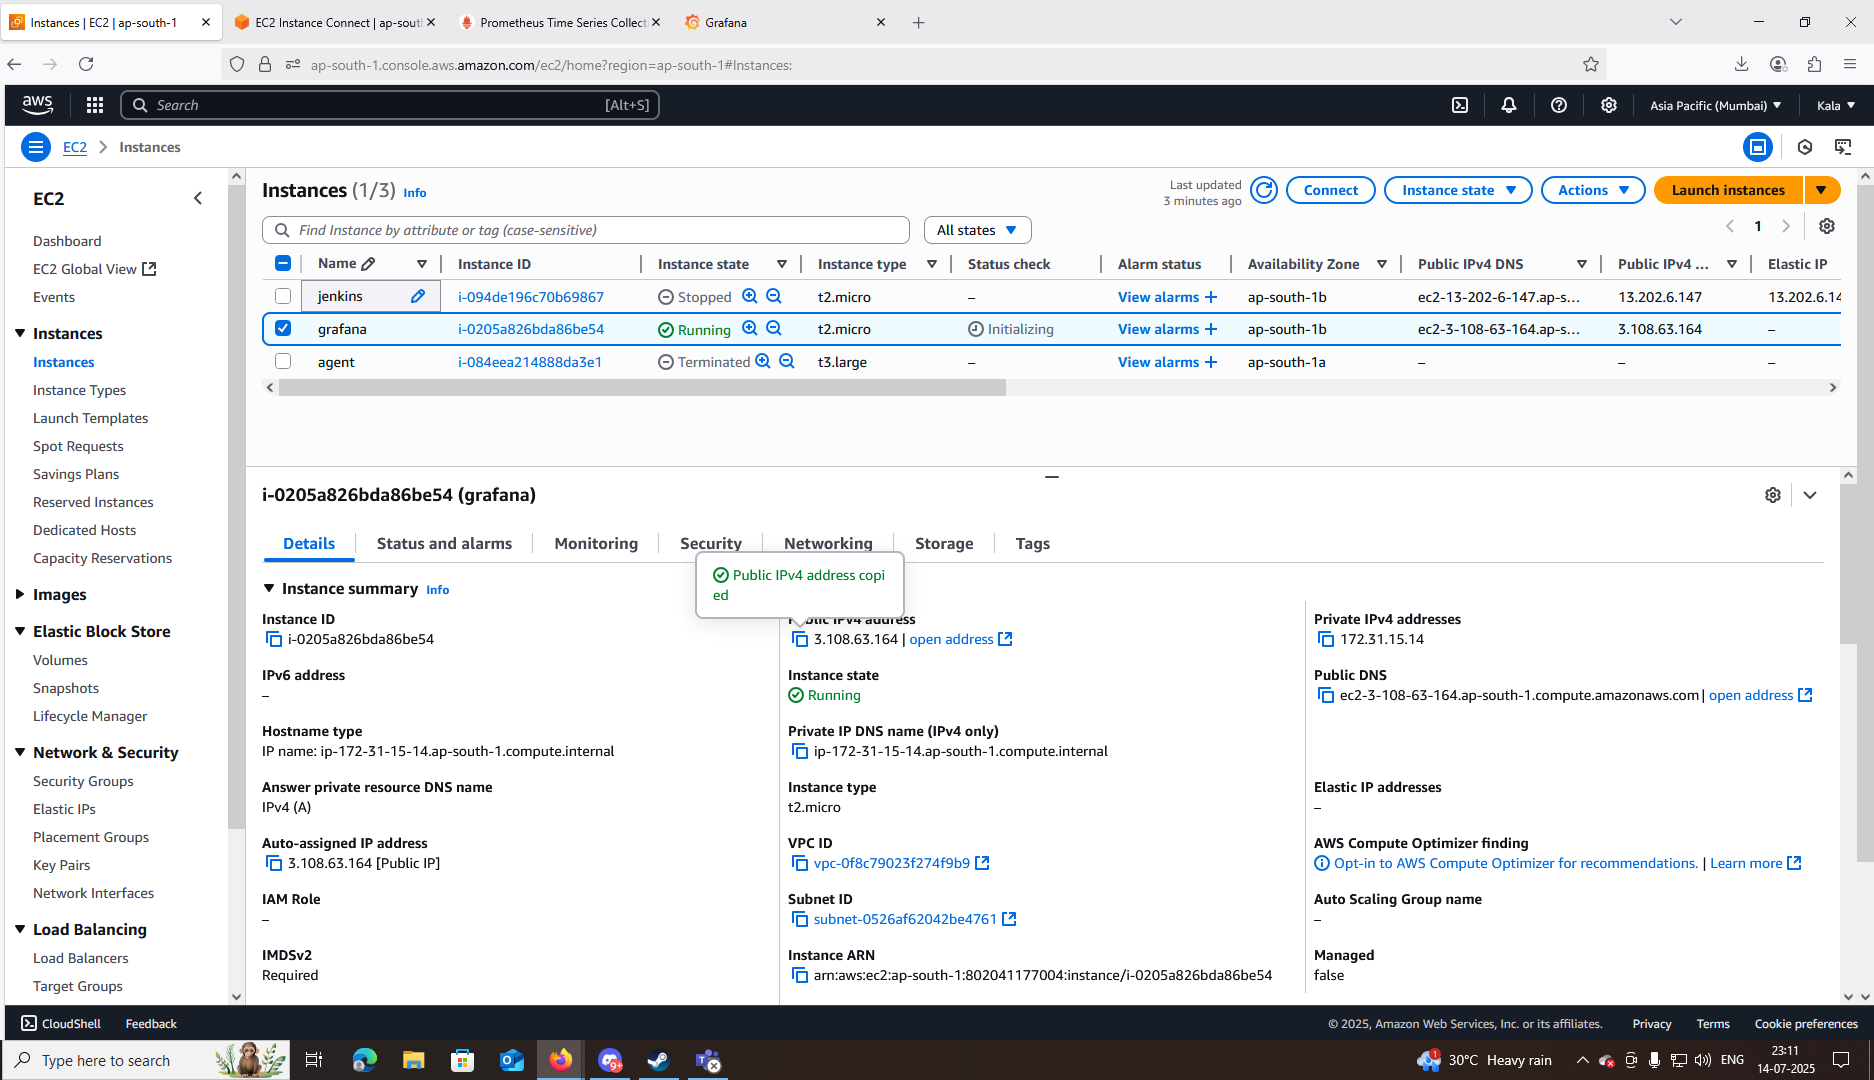 Instances | EC2 | ap-south-1
EC2 Instance Connect | ap-sout
Prometheus Time Series Collect
Grafana
ap-south-1.console.aws.amazon.com/ec2/home?region=ap-south-1#Instances:
aws
Search
[Alt+S]
Asia Pacific (Mumbai)
Kala
EC2
Instances
EC2
Dashboard
EC2 Global View
Events
Instances
Instances
Instance Types
Launch Templates
Spot Requests
Savings Plans
Reserved Instances
Dedicated Hosts
Capacity Reservations
Images
Elastic Block Store
Volumes
Snapshots
Lifecycle Manager
Network & Security
Security Groups
Elastic IPs
Placement Groups
Key Pairs
Network Interfaces
Load Balancing
Load Balancers
Target Groups
Instances (1/3) Info
Last updated
3 minutes ago
Connect
Instance state
Actions
Launch instances
Find Instance by attribute or tag (case-sensitive)
All states
1
Name Instance ID Instance state Instance type Status check Alarm status Availability Zone Public IPv4 DNS Public IPv4 ... Elastic IP
jenkins i-094de196c70b69867 Stopped t2.micro – View alarms + ap-south-1b ec2-13-202-6-147.ap-s... 13.202.6.147 13.202.6.14
grafana i-0205a826bda86be54 Running t2.micro Initializing View alarms + ap-south-1b ec2-3-108-63-164.ap-s... 3.108.63.164 –
agent i-084eea214888da3e1 Terminated t3.large – View alarms + ap-south-1a – – –
i-0205a826bda86be54 (grafana)
Details
Status and alarms
Monitoring
Security
Networking
Storage
Tags
Public IPv4 address copi
ed
Instance summary Info
Instance ID
i-0205a826bda86be54
Public IPv4 address
3.108.63.164 | open address
Private IPv4 addresses
172.31.15.14
IPv6 address
–
Instance state
Running
Public DNS
ec2-3-108-63-164.ap-south-1.compute.amazonaws.com | open address
Hostname type
IP name: ip-172-31-15-14.ap-south-1.compute.internal
Private IP DNS name (IPv4 only)
ip-172-31-15-14.ap-south-1.compute.internal
Answer private resource DNS name
IPv4 (A)
Instance type
t2.micro
Elastic IP addresses
–
Auto-assigned IP address
3.108.63.164 [Public IP]
VPC ID
vpc-0f8c79023f274f9b9
AWS Compute Optimizer finding
Opt-in to AWS Compute Optimizer for recommendations. | Learn more
IAM Role
–
Subnet ID
subnet-0526af62042be4761
Auto Scaling Group name
–
IMDSv2
Required
Instance ARN
arn:aws:ec2:ap-south-1:802041177004:instance/i-0205a826bda86be54
Managed
false
CloudShell
Feedback
© 2025, Amazon Web Services, Inc. or its affiliates.
Privacy
Terms
Cookie preferences
Type here to search
9+
1
30°C Heavy rain
ENG
23:11
14-07-2025